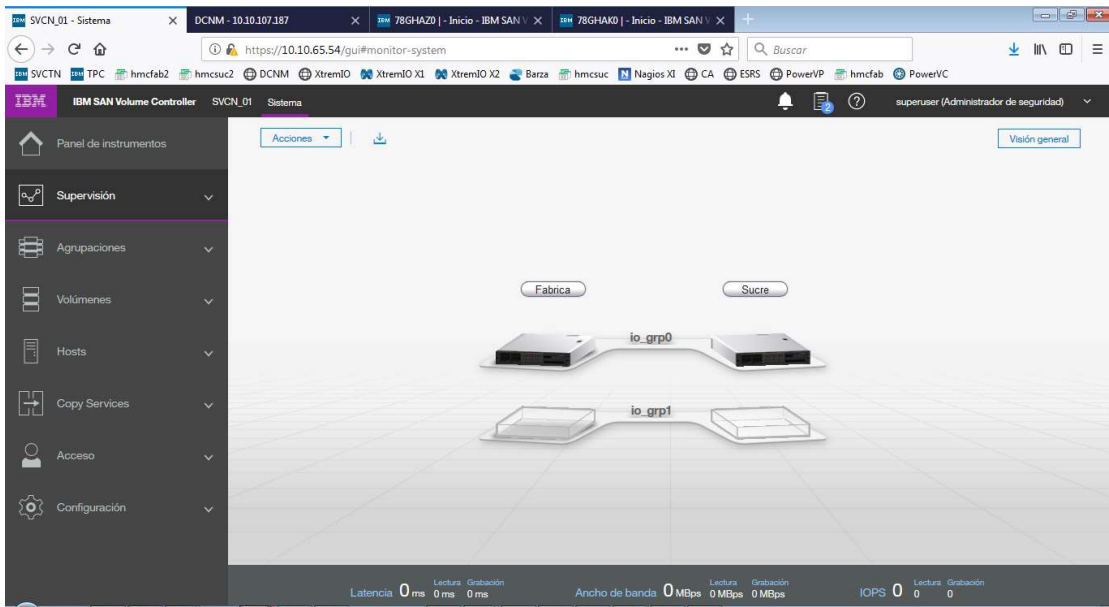 SVCN_01 - Sistema
DCNM - 10.10.107.187
78GHAZ0 | - Inicio - IBM SAN V
78GHAK0 | - Inicio - IBM SAN V
https://10.10.65.54/gui#monitor-system
Buscar
SVCTN TPC hmcfab2 hmcsuc2 DCNM XtremIO XtremIO X1 XtremIO X2 Barza hmcsuc Nagios XI CA ESRS PowerVP hmcfab PowerVC
IBM IBM SAN Volume Controller SVCN_01 Sistema 2 superuser (Administrador de seguridad)
Panel de instrumentos
Acciones
Visión general
Supervisión
Agrupaciones
Volúmenes
Hosts
Copy Services
Acceso
Configuración
Fabrica
Sucre
io_grp0
io_grp1
Latencia 0 ms Lectura 0 ms Grabación 0 ms
Ancho de banda 0 MBps Lectura 0 MBps Grabación 0 MBps
IOPS 0 Lectura 0 Grabación 0